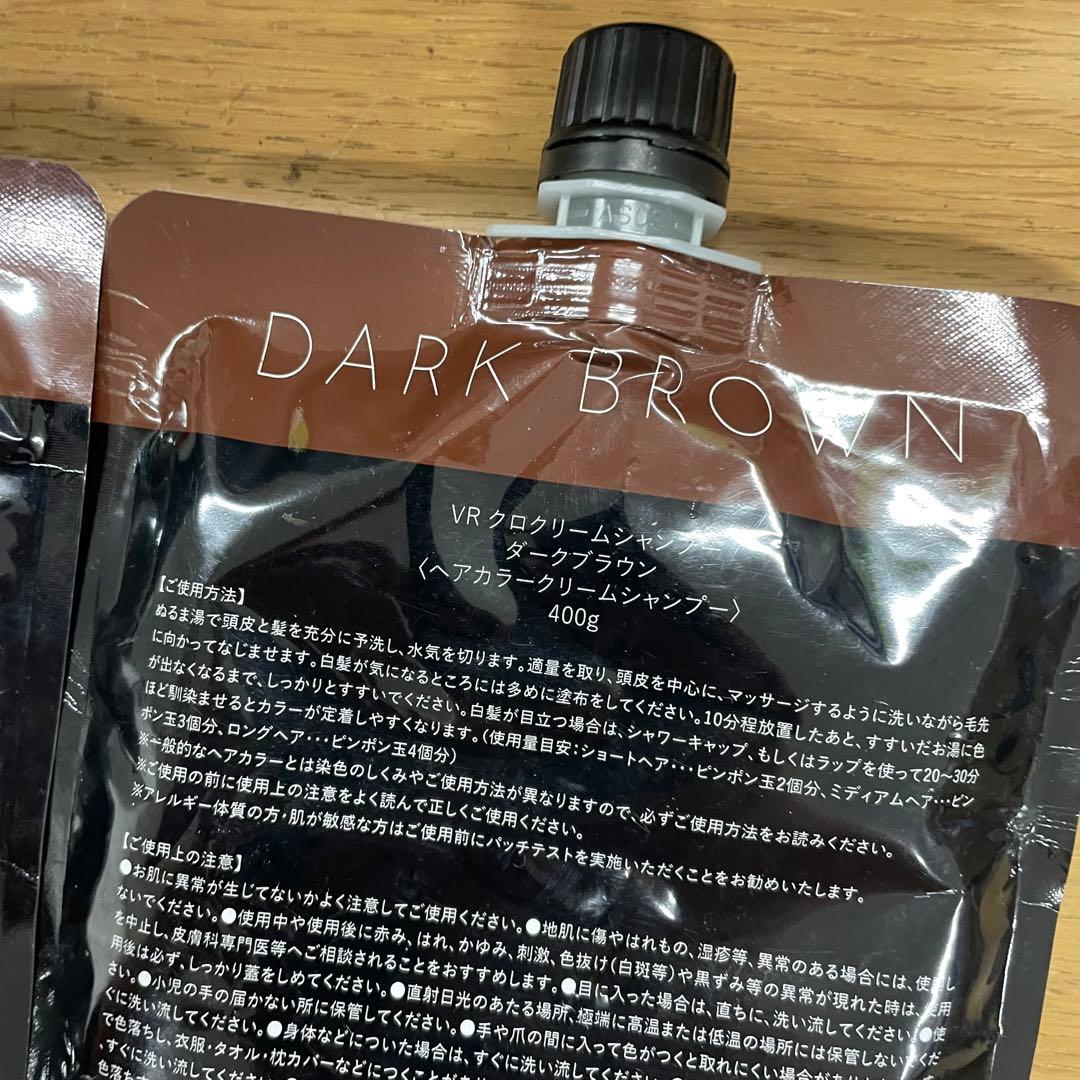 ASU
DARK BROWN
VR クロクリームシャンプー
ダークブラウン
〈ヘアカラークリームシャンプー〉
400g
【ご使用方法】
ぬるま湯で頭皮と髪を充分に予洗し、水気を切ります。適量を取り、頭皮を中心に、マッサージするように洗いながら毛先
に向かってなじませます。白髪が気になるところには多めに塗布をしてください。10分程放置したあと、すすいだお湯に色
が出なくなるまで、しっかりとすすいでください。白髪が目立つ場合は、シャワーキャップ、もしくはラップを使って20〜30分
ほど馴染ませるとカラーが定着しやすくなります。(使用量目安:ショートヘア・・・ピンポン玉2個分、ミディアムヘア・・・ピン
ポン玉3個分、ロングヘア・・・ピンポン玉4個分)
※一般的なヘアカラーとは染色のしくみやご使用方法が異なりますので、必ずご使用方法をお読みください。
※ご使用の前に使用上の注意をよく読んで正しくご使用ください。
※アレルギー体質の方・肌が敏感な方はご使用前にパッチテストを実施いただくことをお勧めいたします。
【ご使用上の注意】
●お肌に異常が生じてないかよく注意してご使用ください。●地肌に傷やはれもの、湿疹等、異常のある場合には、使用し
ないでください。●使用中や使用後に赤み、はれ、かゆみ、刺激、色抜け(白斑等)や黒ずみ等の異常が現れた時は、使用
を中止し、皮膚科専門医等へご相談されることをおすすめします。●目に入った場合は、直ちに、洗い流してください。●使
用後は必ず、しっかり蓋をしめてください。●直射日光のあたる場所、極端に高温または低温の場所には保管しないでくだ
さい。●小児の手の届かない所に保管してください。●手や爪の間に入って色がつくと取れにくい場合があり
ぐに洗い流してください。●身体などについた場合は、すぐに洗い流して
で色落ちし、衣服・タオル・枕カバーなどにつくことが
、すぐに洗い流してください。
色落ち